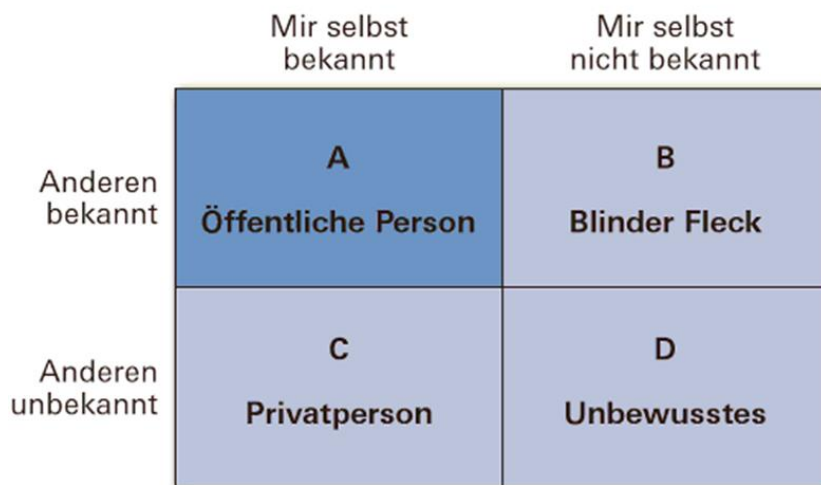 Mir selbst
bekannt
Mir selbst
nicht bekannt
Anderen
bekannt
A
Öffentliche Person
B
Blinder Fleck
Anderen
unbekannt
C
Privatperson
D
Unbewusstes